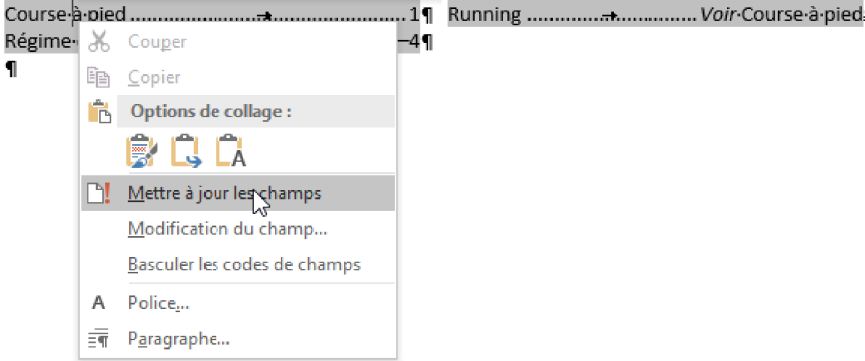 Course·à·pied ........................→........................ 1¶
Running ..............→................ Voir·Course·à·pied.
Régime· –4¶
¶
Couper
Copier
Options de collage :
Mettre à jour les champs
Modification du champ...
Basculer les codes de champs
Police...
Paragraphe...